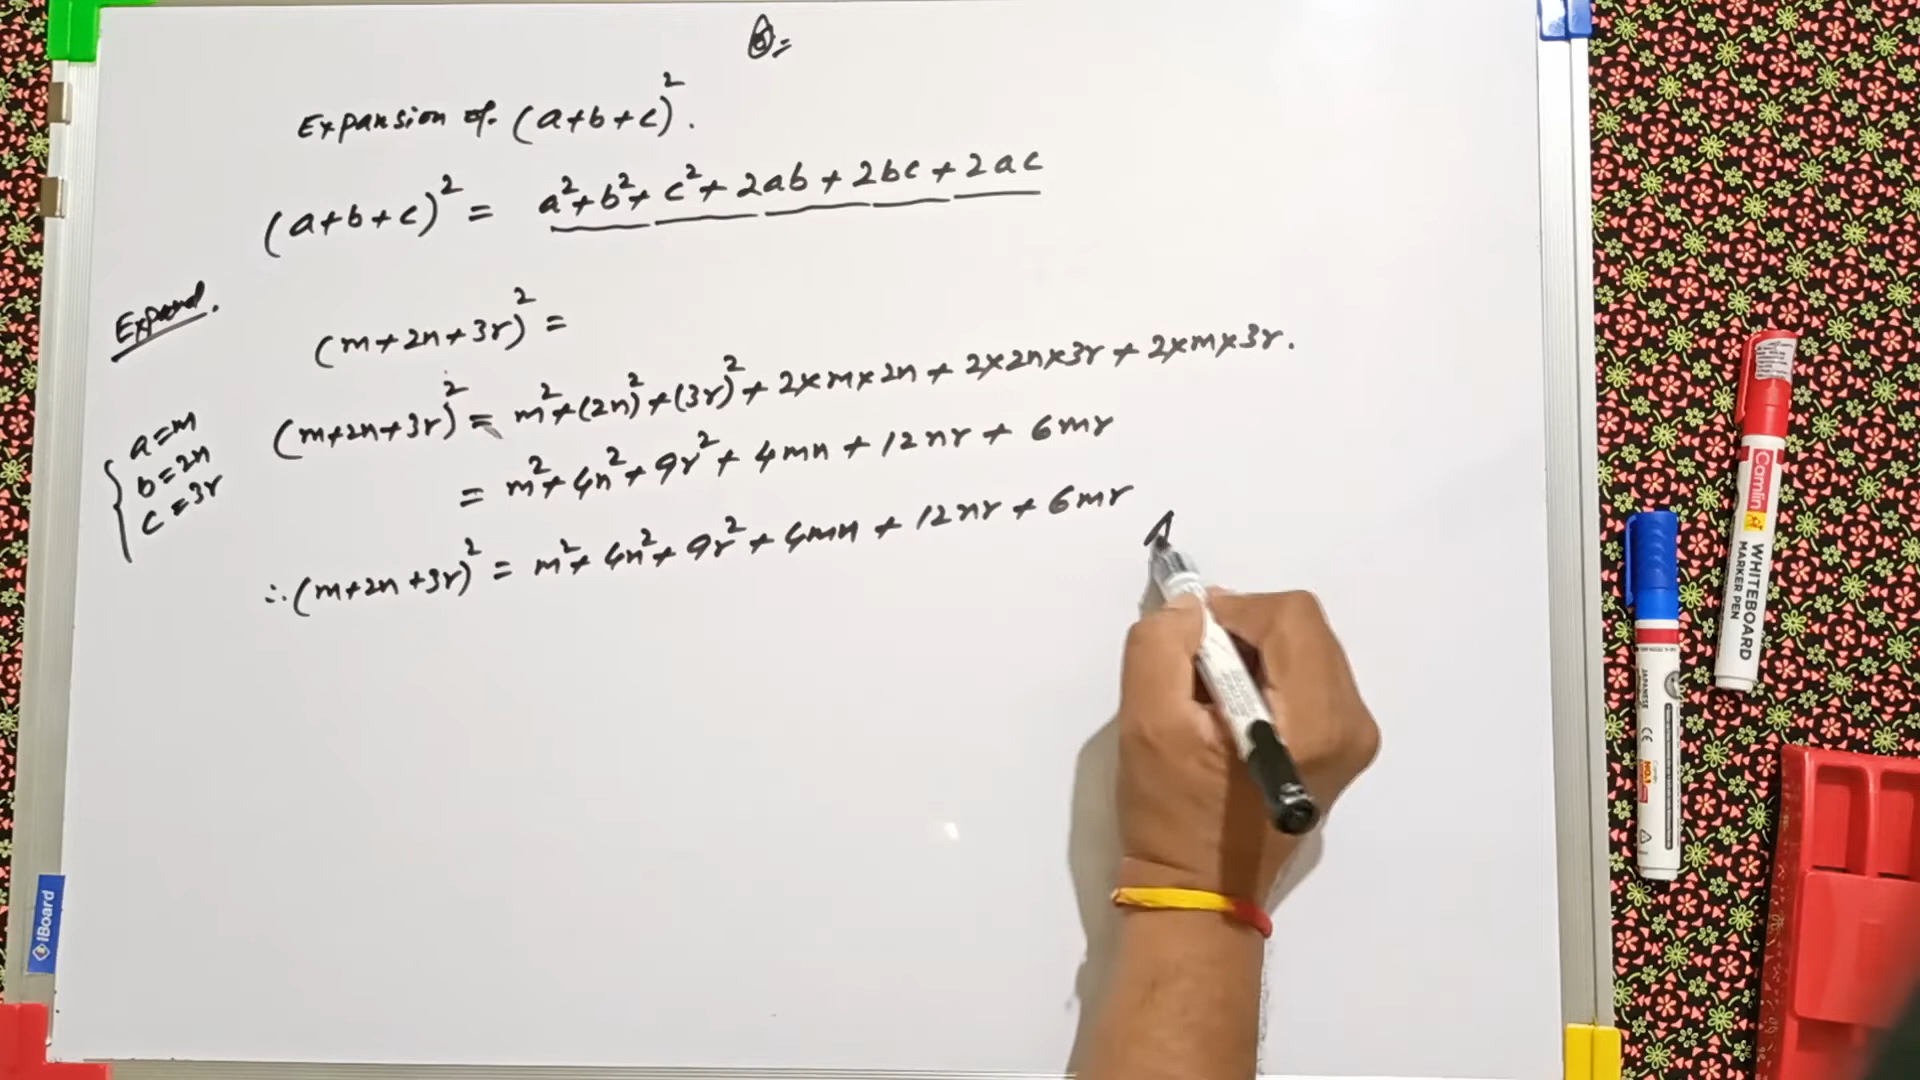 Expansion of (a+b+c)².
(a+b+c)² = a²+b²+c²+2ab+2bc+2ac
Expand.
(m+2n+3r)² =
{ a=m
b=2n
c=3r
(m+2n+3r)² = m²+(2n)²+(3r)²+2×m×2n+2×2n×3r+2×m×3r.
= m²+4n²+9r²+4mn+12nr+6mr
∴(m+2n+3r)² = m²+4n²+9r²+4mn+12nr+6mr
iBoard
Camlin
WHITEBOARD
MARKER PEN
JAPANESE
CE